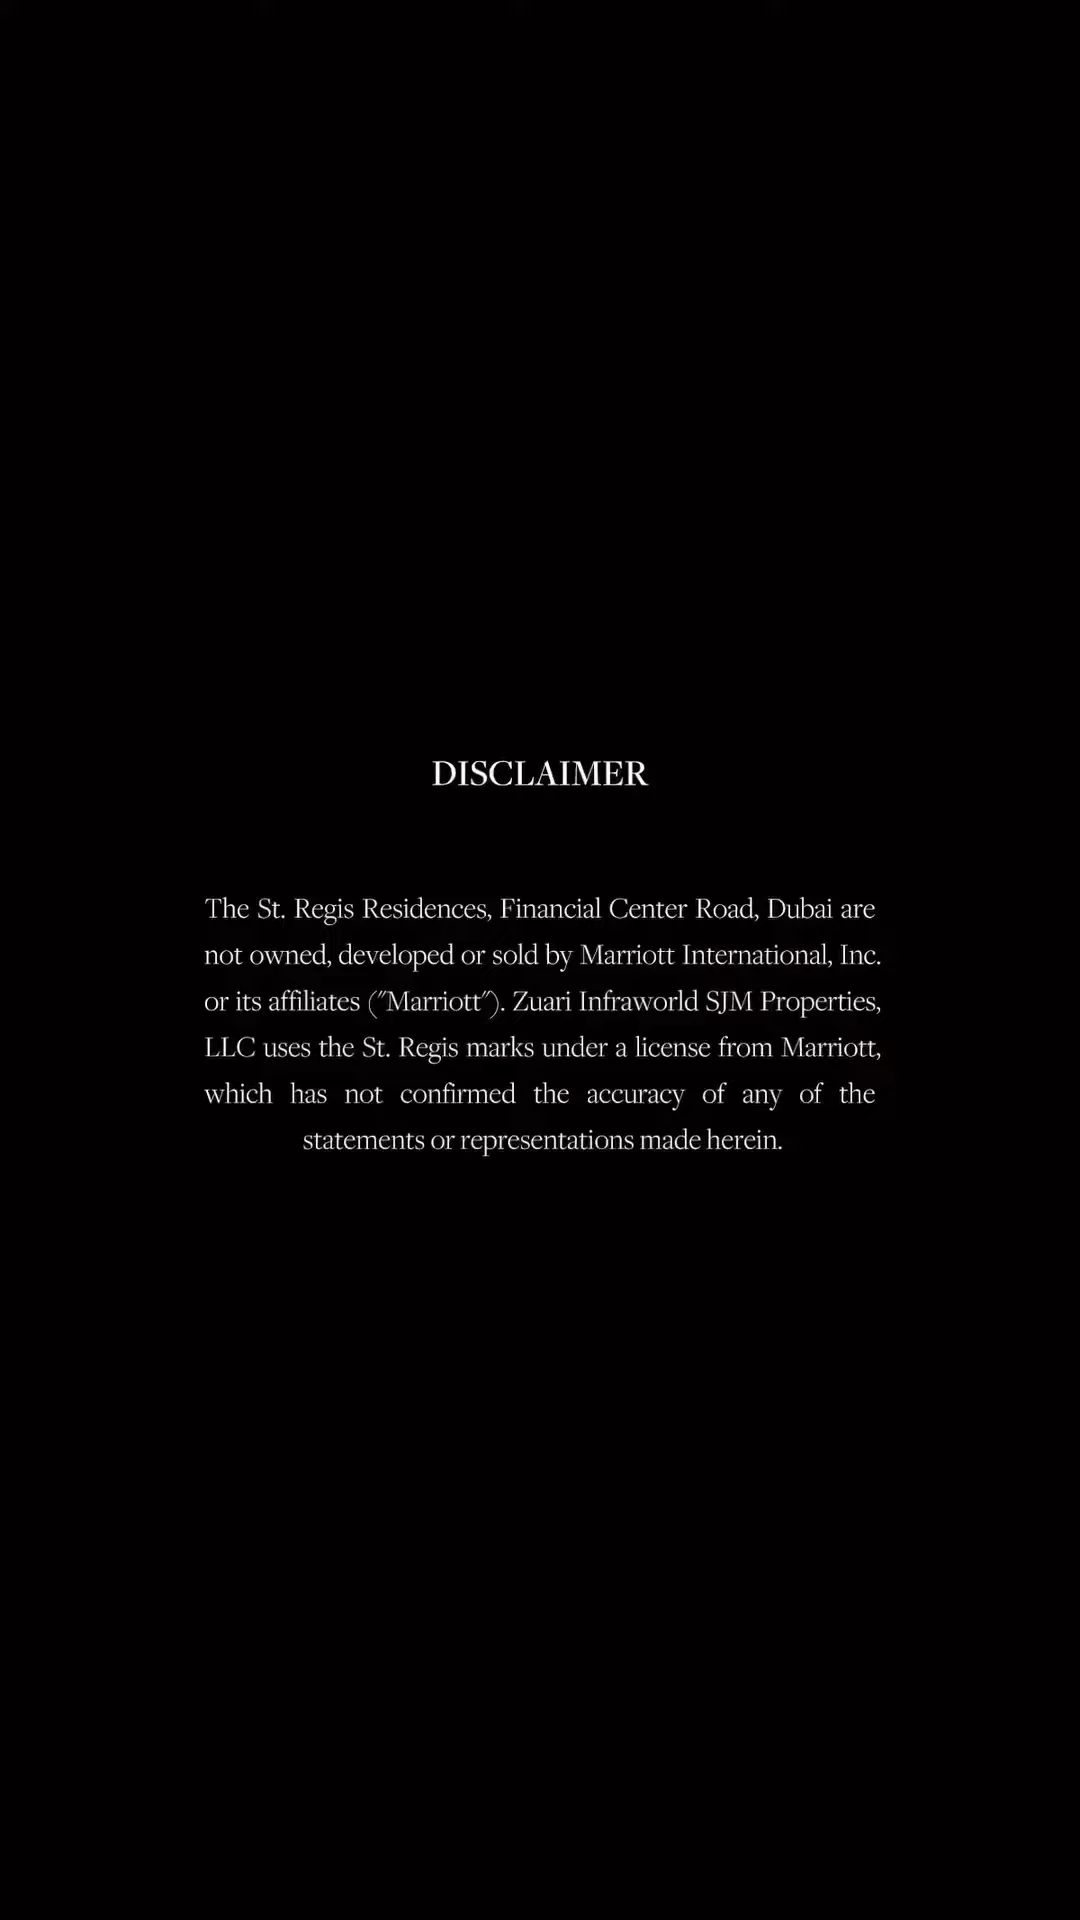 DISCLAIMER
The St. Regis Residences, Financial Center Road, Dubai are
not owned, developed or sold by Marriott International, Inc.
or its affiliates ("Marriott"). Zuari Infraworld SJM Properties,
LLC uses the St. Regis marks under a license from Marriott,
which has not confirmed the accuracy of any of the
statements or representations made herein.